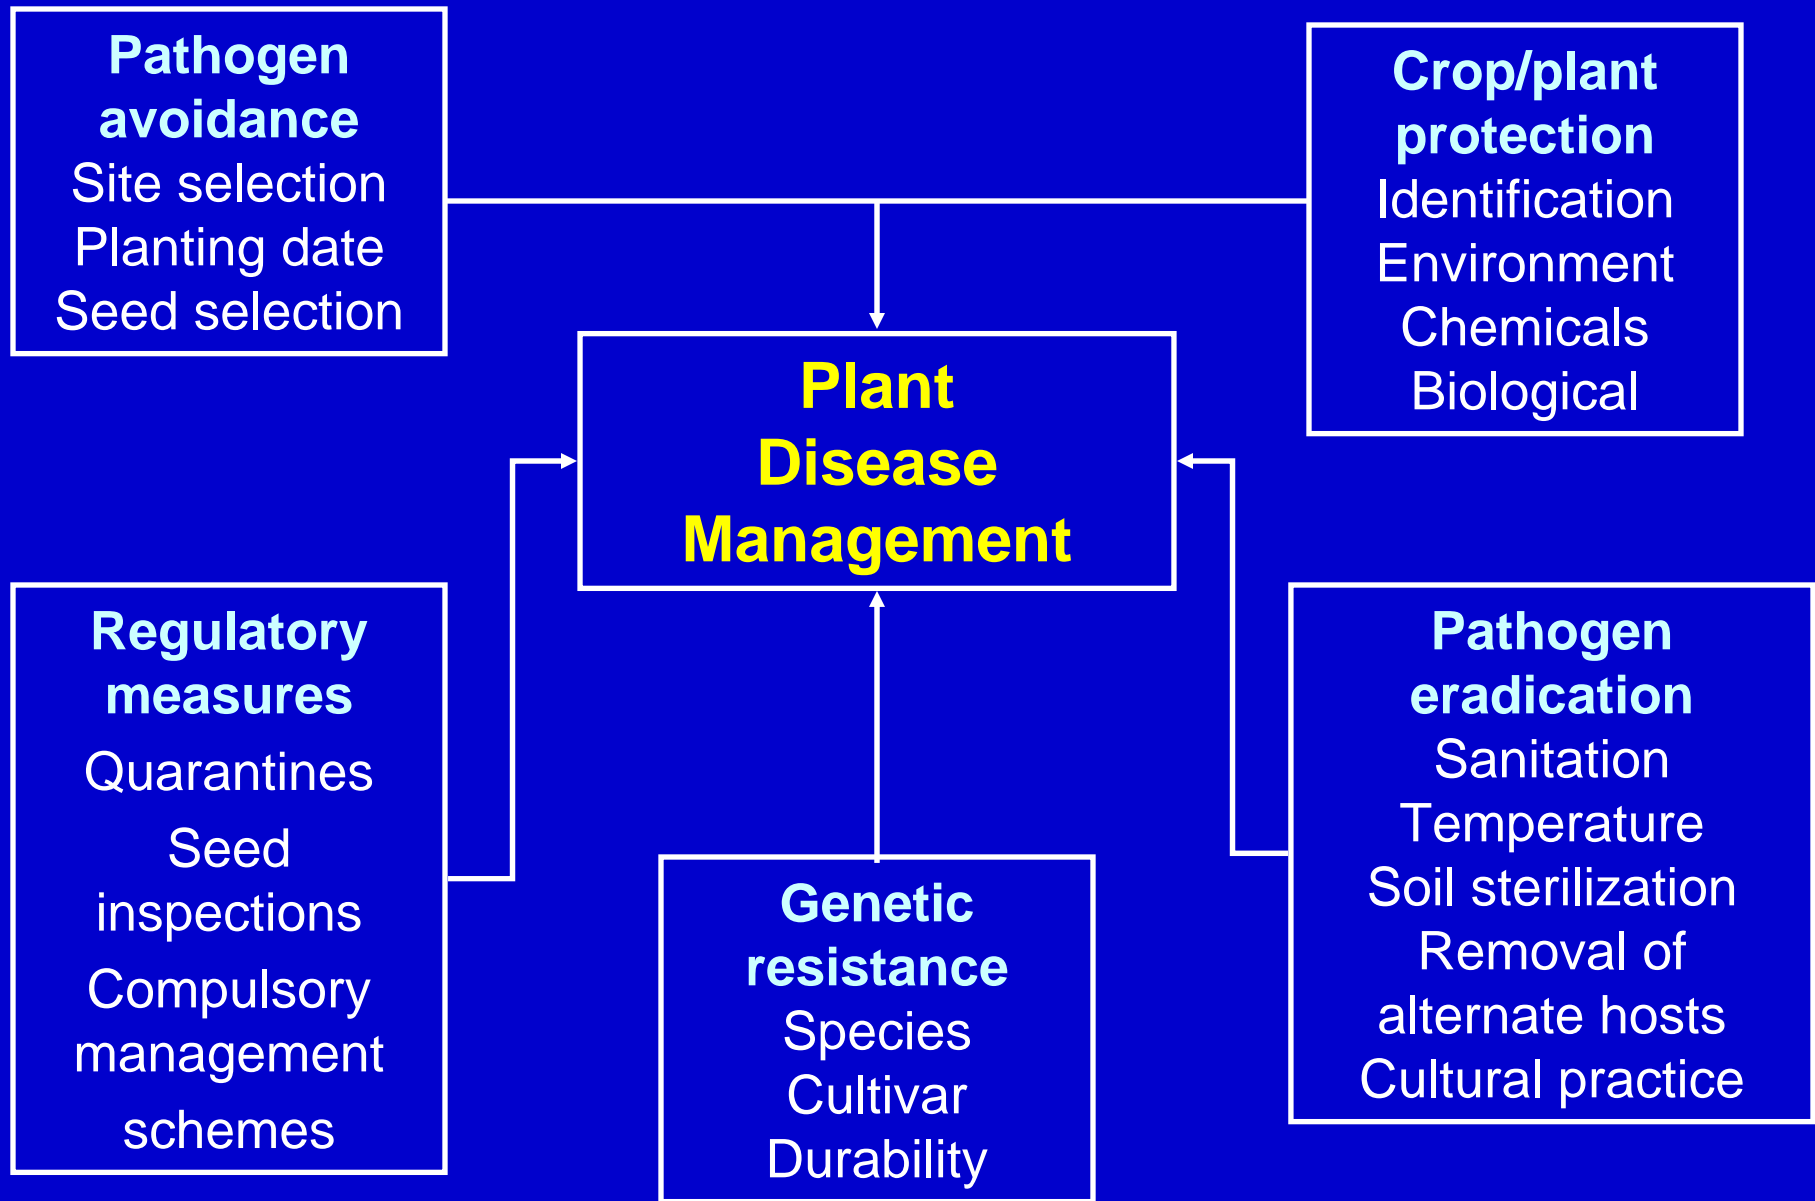 Pathogen
avoidance
Site selection
Planting date
Seed selection
Crop/plant
protection
Identification
Environment
Chemicals
Biological
Plant
Disease
Management
Regulatory
measures
Quarantines
Seed
inspections
Compulsory
management
schemes
Genetic
resistance
Species
Cultivar
Durability
Pathogen
eradication
Sanitation
Temperature
Soil sterilization
Removal of
alternate hosts
Cultural practice